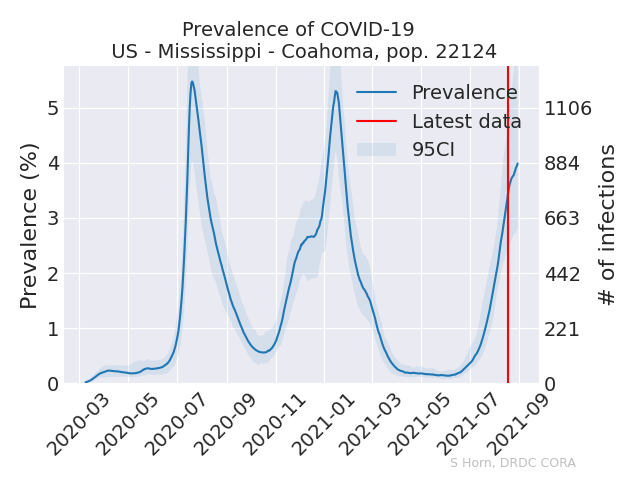 Prevalence of COVID-19
US - Mississippi - Coahoma, pop. 22124
Prevalence (%)
5
4
3
2
1
0
Prevalence
Latest data
95CI
1106
884
663
442
221
0
# of infections
2020-03
2020-05
2020-07
2020-09
2020-11
2021-01
2021-03
2021-05
2021-07
2021-09
S Horn, DRDC CORA